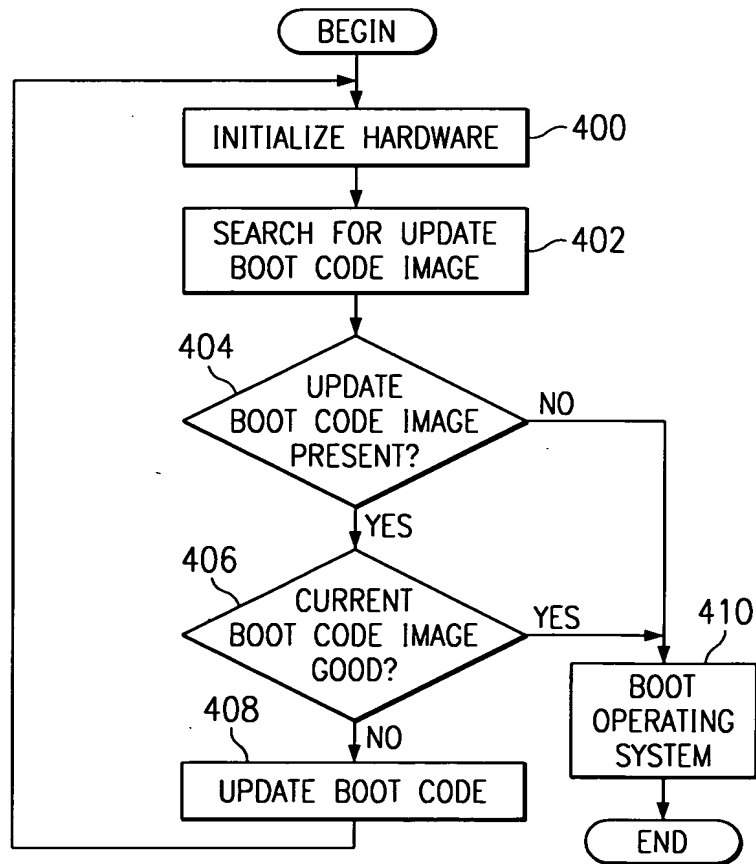 BEGIN
INITIALIZE HARDWARE
400
SEARCH FOR UPDATE
BOOT CODE IMAGE
402
404
UPDATE
BOOT CODE IMAGE
PRESENT?
NO
YES
406
CURRENT
BOOT CODE IMAGE
GOOD?
YES
410
BOOT
OPERATING
SYSTEM
408
NO
UPDATE BOOT CODE
END